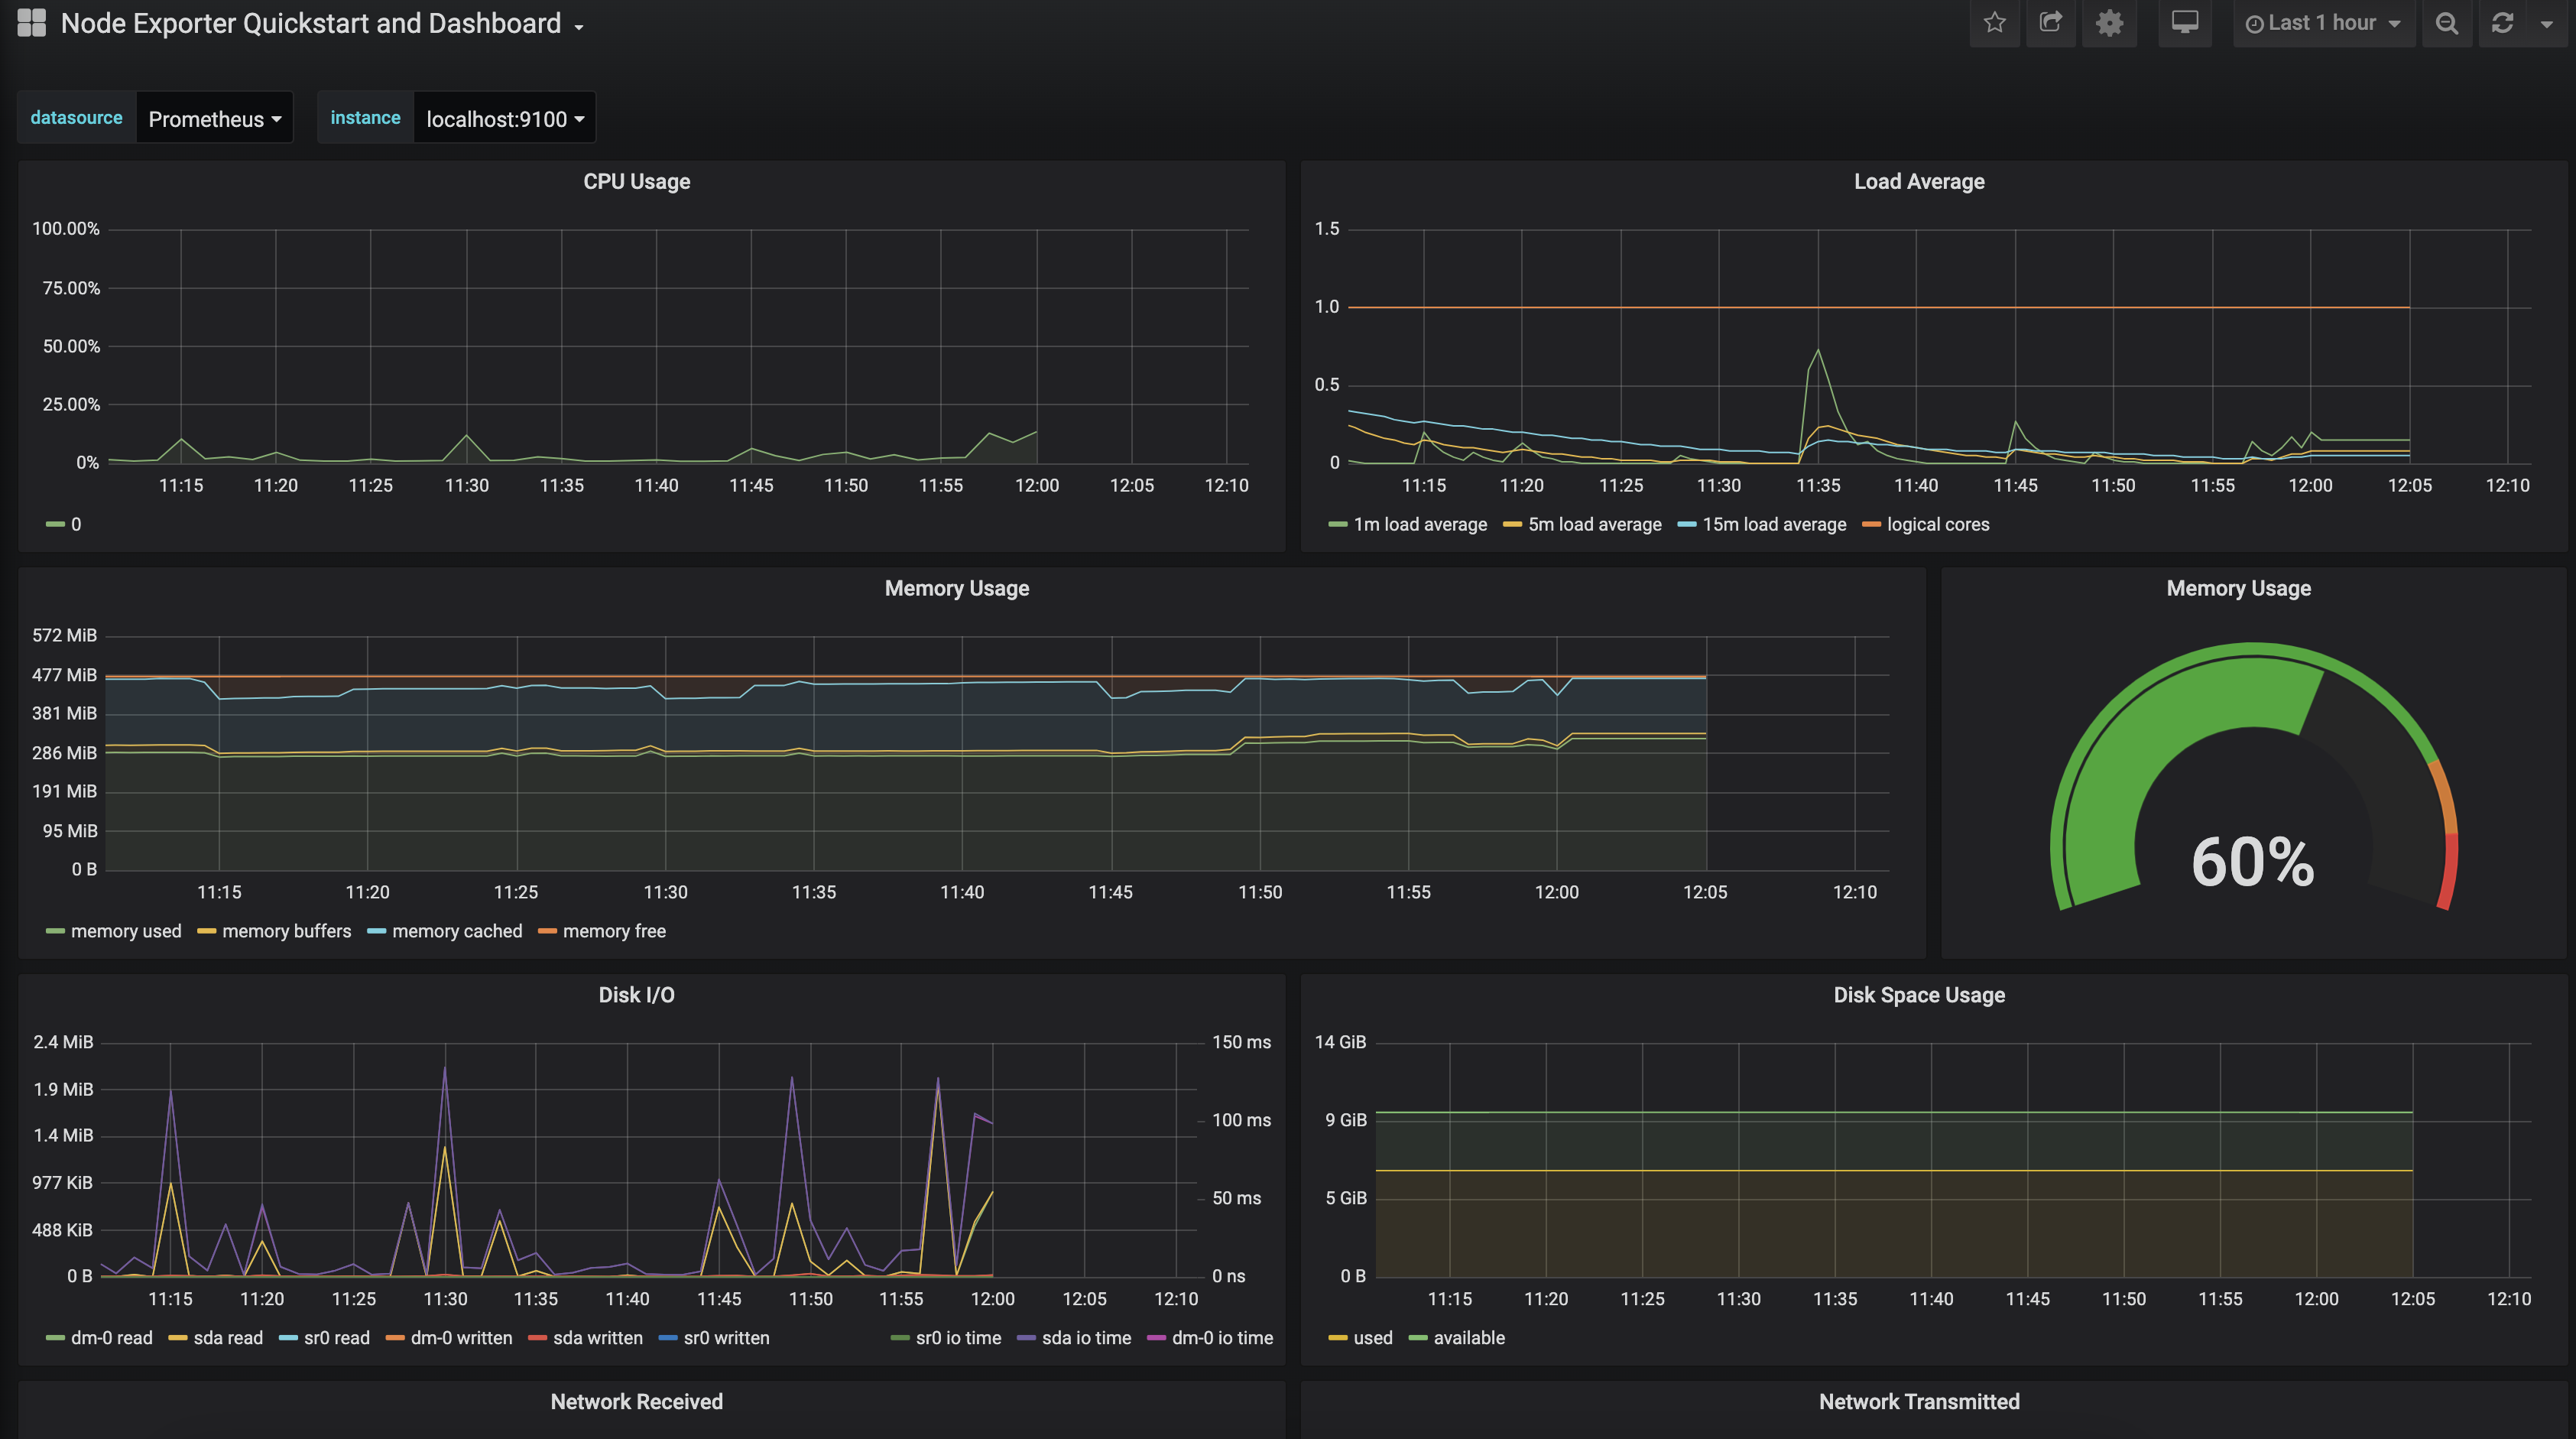 Node Exporter Quickstart and Dashboard
Last 1 hour
datasource Prometheus instance localhost:9100
CPU Usage
100.00%
75.00%
50.00%
25.00%
0%
11:15 11:20 11:25 11:30 11:35 11:40 11:45 11:50 11:55 12:00 12:05 12:10
0
Load Average
1.5
1.0
0.5
0
11:15 11:20 11:25 11:30 11:35 11:40 11:45 11:50 11:55 12:00 12:05 12:10
1m load average 5m load average 15m load average logical cores
Memory Usage
572 MiB
477 MiB
381 MiB
286 MiB
191 MiB
95 MiB
0 B
11:15 11:20 11:25 11:30 11:35 11:40 11:45 11:50 11:55 12:00 12:05 12:10
memory used memory buffers memory cached memory free
Memory Usage
60%
Disk I/O
2.4 MiB
1.9 MiB
1.4 MiB
977 KiB
488 KiB
0 B
150 ms
100 ms
50 ms
0 ns
11:15 11:20 11:25 11:30 11:35 11:40 11:45 11:50 11:55 12:00 12:05 12:10
dm-0 read sda read sr0 read dm-0 written sda written sr0 written sr0 io time sda io time dm-0 io time
Disk Space Usage
14 GiB
9 GiB
5 GiB
0 B
11:15 11:20 11:25 11:30 11:35 11:40 11:45 11:50 11:55 12:00 12:05 12:10
used available
Network Received
Network Transmitted